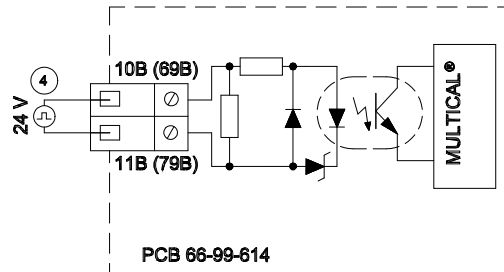 10B (69B)
4
24 V
11B (79B)
MULTICAL®
PCB 66-99-614